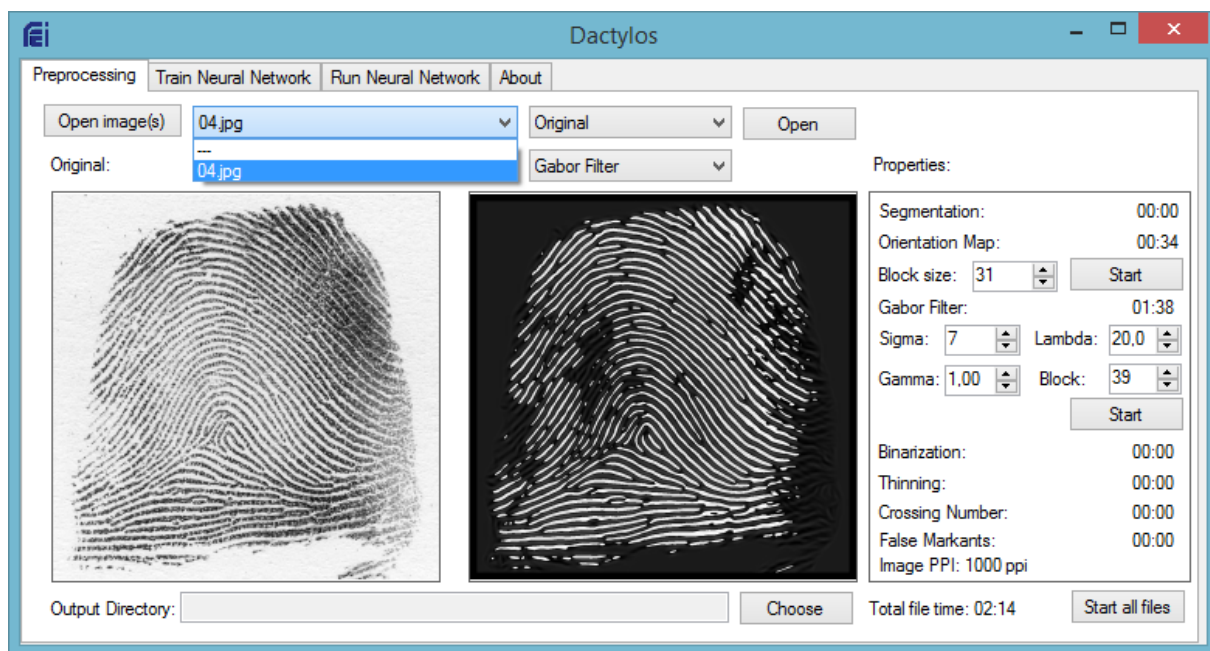 Dactylos
Preprocessing Train Neural Network Run Neural Network About
Open image(s) 04.jpg Original Open
---
04.jpg
Original: Gabor Filter Properties:
Segmentation: 00:00
Orientation Map: 00:34
Block size: 31 Start
Gabor Filter: 01:38
Sigma: 7 Lambda: 20,0
Gamma: 1,00 Block: 39
Start
Binarization: 00:00
Thinning: 00:00
Crossing Number: 00:00
False Markants: 00:00
Image PPI: 1000 ppi
Output Directory: Choose Total file time: 02:14 Start all files